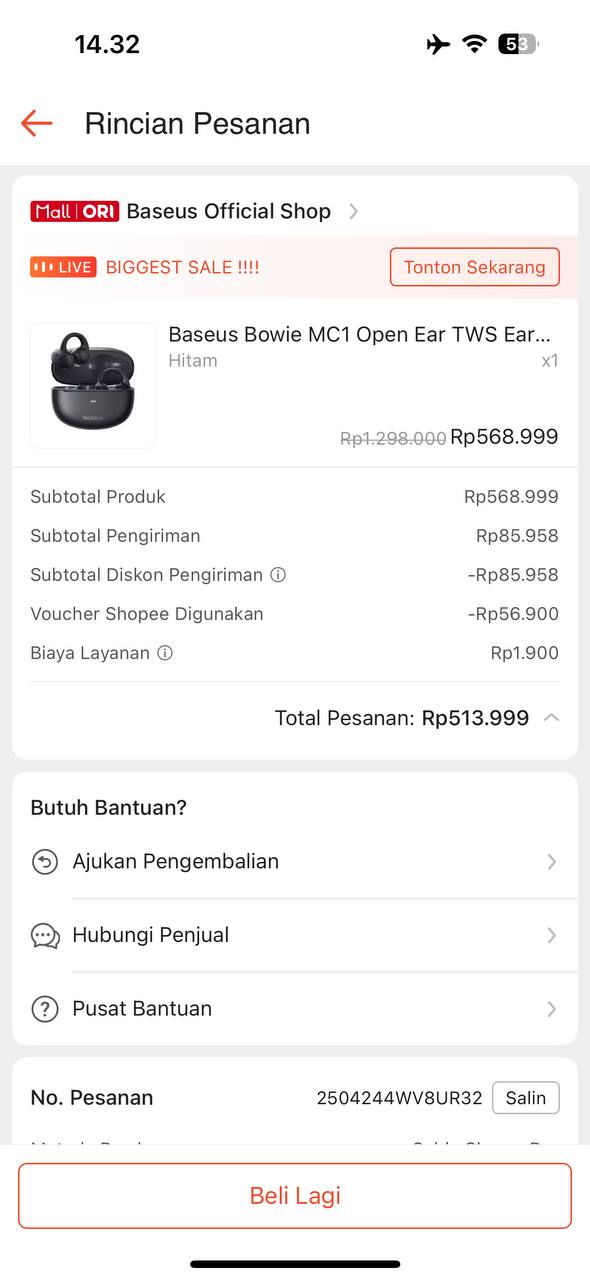 14.32
53
Rincian Pesanan
Mall | ORI Baseus Official Shop
LIVE BIGGEST SALE !!!! Tonton Sekarang
Baseus Bowie MC1 Open Ear TWS Ear...
Hitam x1
Rp1.298.000 Rp568.999
Subtotal Produk Rp568.999
Subtotal Pengiriman Rp85.958
Subtotal Diskon Pengiriman -Rp85.958
Voucher Shopee Digunakan -Rp56.900
Biaya Layanan Rp1.900
Total Pesanan: Rp513.999
Butuh Bantuan?
Ajukan Pengembalian
Hubungi Penjual
Pusat Bantuan
No. Pesanan 2504244WV8UR32 Salin
Beli Lagi